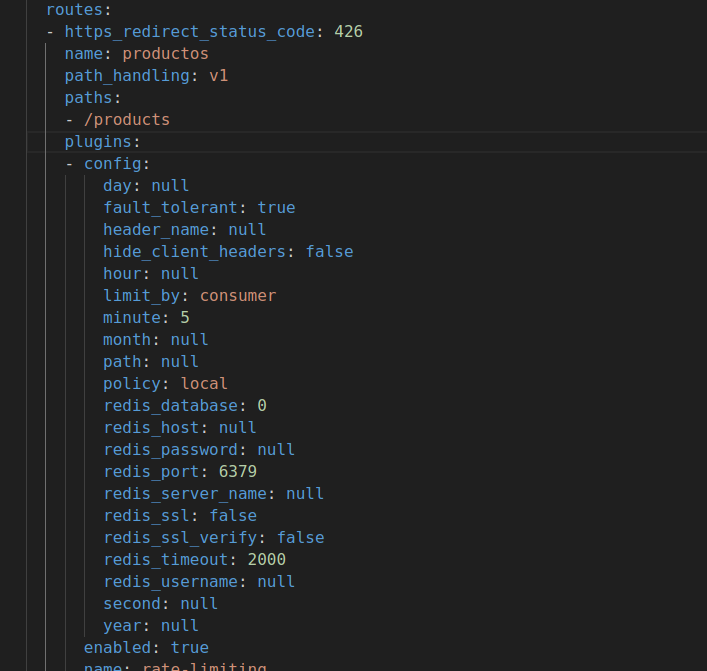 routes:
- https_redirect_status_code: 426
name: productos
path_handling: v1
paths:
- /products
plugins:
- config:
day: null
fault_tolerant: true
header_name: null
hide_client_headers: false
hour: null
limit_by: consumer
minute: 5
month: null
path: null
policy: local
redis_database: 0
redis_host: null
redis_password: null
redis_port: 6379
redis_server_name: null
redis_ssl: false
redis_ssl_verify: false
redis_timeout: 2000
redis_username: null
second: null
year: null
enabled: true
name: rate-limiting